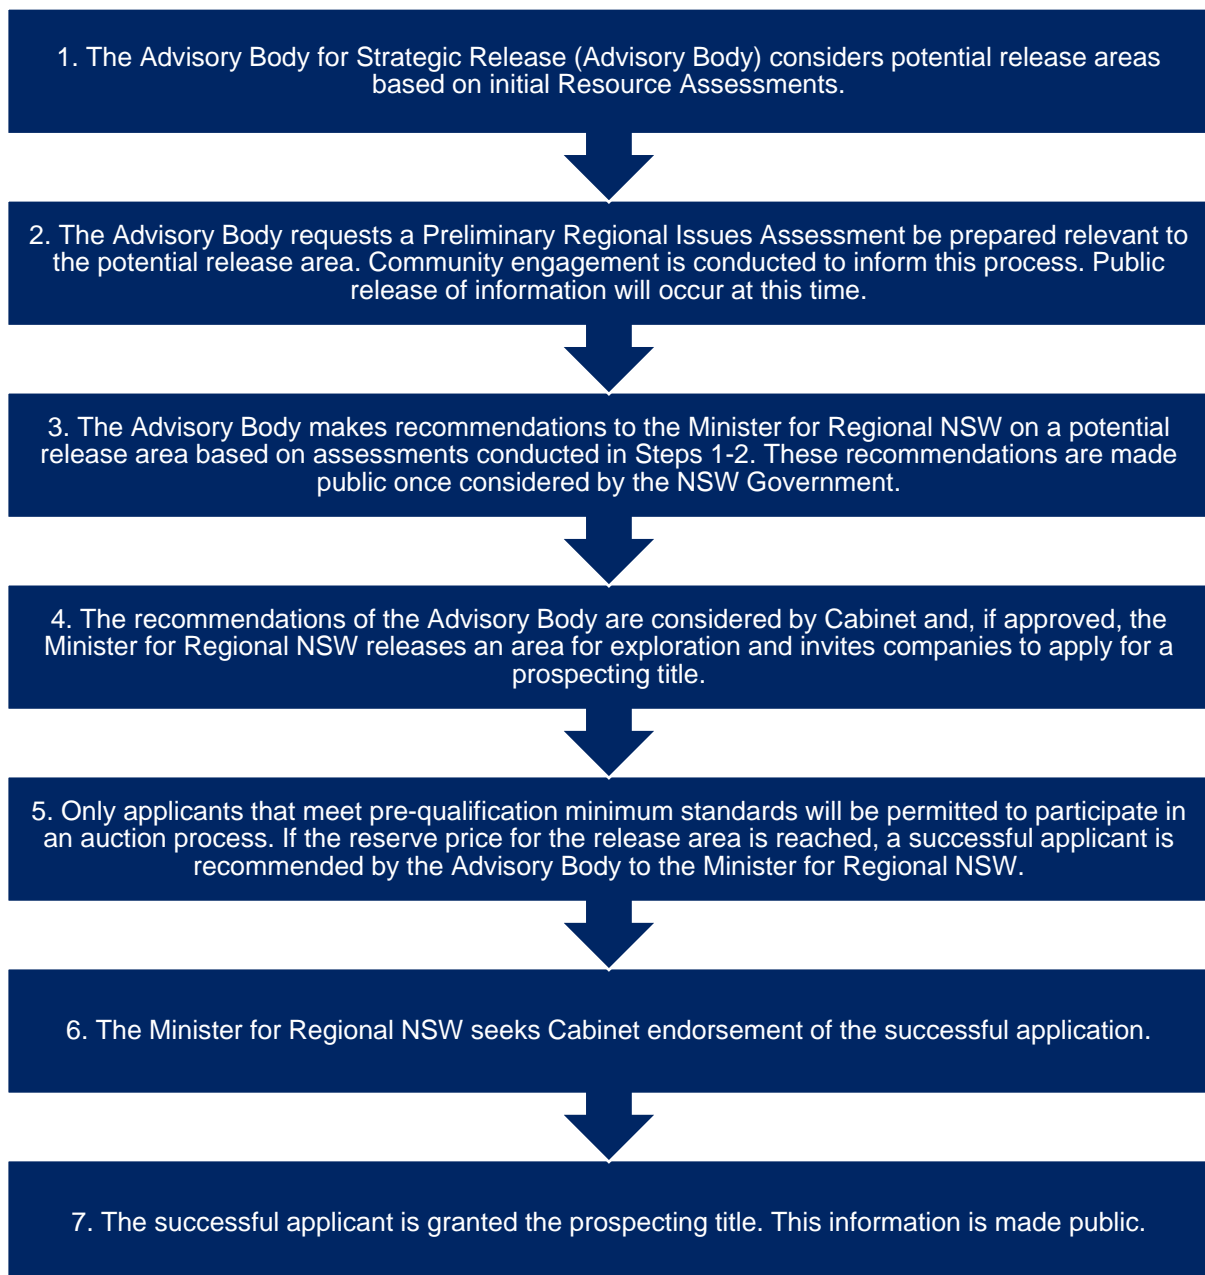 1. The Advisory Body for Strategic Release (Advisory Body) considers potential release areas
based on initial Resource Assessments.
2. The Advisory Body requests a Preliminary Regional Issues Assessment be prepared relevant to
the potential release area. Community engagement is conducted to inform this process. Public
release of information will occur at this time.
3. The Advisory Body makes recommendations to the Minister for Regional NSW on a potential
release area based on assessments conducted in Steps 1-2. These recommendations are made
public once considered by the NSW Government.
4. The recommendations of the Advisory Body are considered by Cabinet and, if approved, the
Minister for Regional NSW releases an area for exploration and invites companies to apply for a
prospecting title.
5. Only applicants that meet pre-qualification minimum standards will be permitted to participate in
an auction process. If the reserve price for the release area is reached, a successful applicant is
recommended by the Advisory Body to the Minister for Regional NSW.
6. The Minister for Regional NSW seeks Cabinet endorsement of the successful application.
7. The successful applicant is granted the prospecting title. This information is made public.